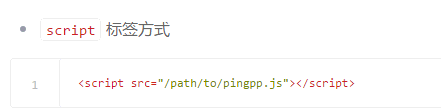 script 标签方式
1 <script src="/path/to/pingpp.js"></script>